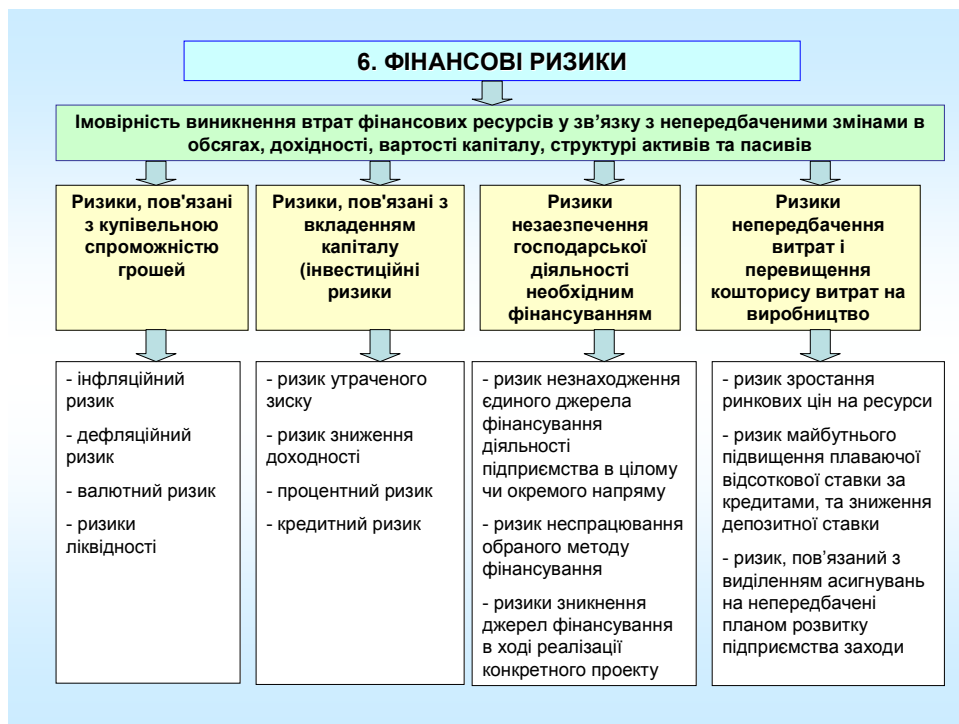 6. ФІНАНСОВІ РИЗИКИ
Імовірність виникнення втрат фінансових ресурсів у зв’язку з непередбаченими змінами в
обсягах, дохідності, вартості капіталу, структурі активів та пасивів
Ризики, пов'язані
з купівельною
спроможністю
грошей
Ризики, пов'язані з
вкладенням
капіталу
(інвестиційні
ризики
Ризики
незаезпечення
господарської
діяльності
необхідним
фінансуванням
Ризики
непередбачення
витрат і
перевищення
кошторису витрат на
виробництво
- інфляційний
ризик
- дефляційний
ризик
- валютний ризик
- ризики
ліквідності
- ризик утраченого
зиску
- ризик зниження
доходності
- процентний ризик
- кредитний ризик
- ризик незнаходження
єдиного джерела
фінансування
діяльності
підприємства в цілому
чи окремого напряму
- ризик неспрацювання
обраного методу
фінансування
- ризики зникнення
джерел фінансування
в ході реалізації
конкретного проекту
- ризик зростання
ринкових цін на ресурси
- ризик майбутнього
підвищення плаваючої
відсоткової ставки за
кредитами, та зниження
депозитної ставки
- ризик, пов’язаний з
виділенням асигнувань
на непередбачені
планом розвитку
підприємства заходи